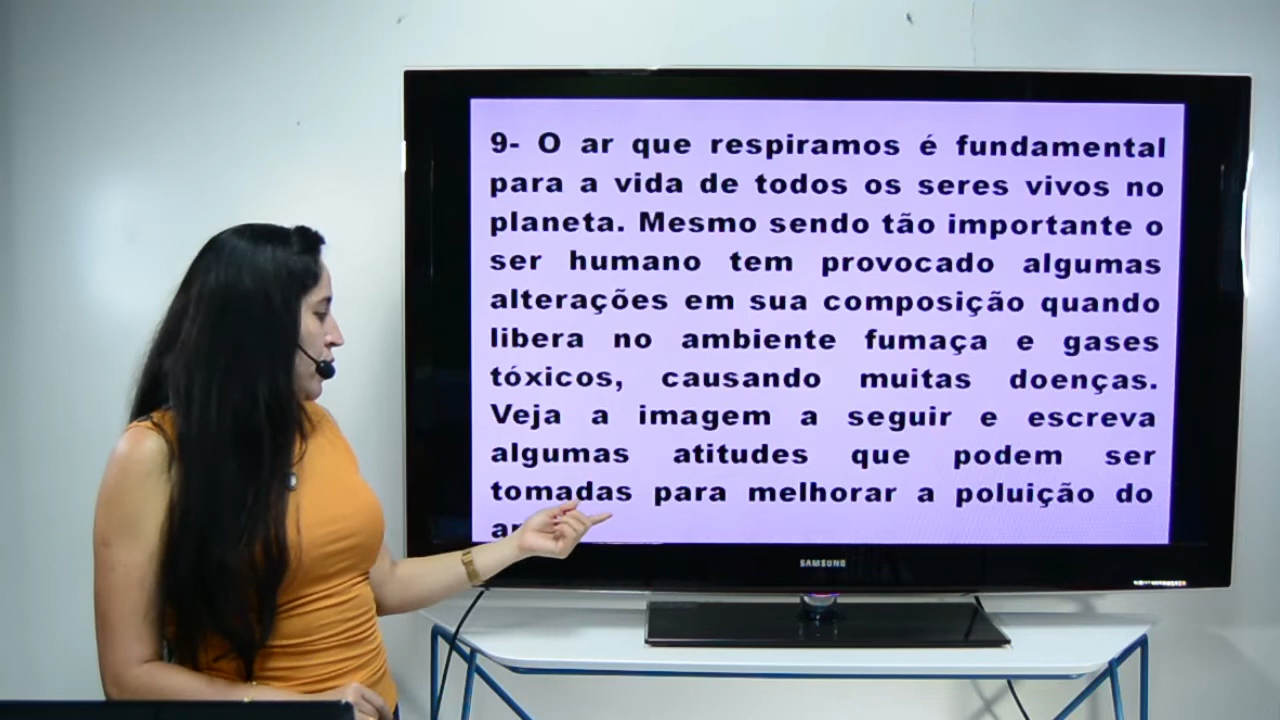 9- O ar que respiramos é fundamental
para a vida de todos os seres vivos no
planeta. Mesmo sendo tão importante o
ser humano tem provocado algumas
alterações em sua composição quando
libera no ambiente fumaça e gases
tóxicos, causando muitas doenças.
Veja a imagem a seguir e escreva
algumas atitudes que podem ser
tomadas para melhorar a poluição do
SAMSUNG